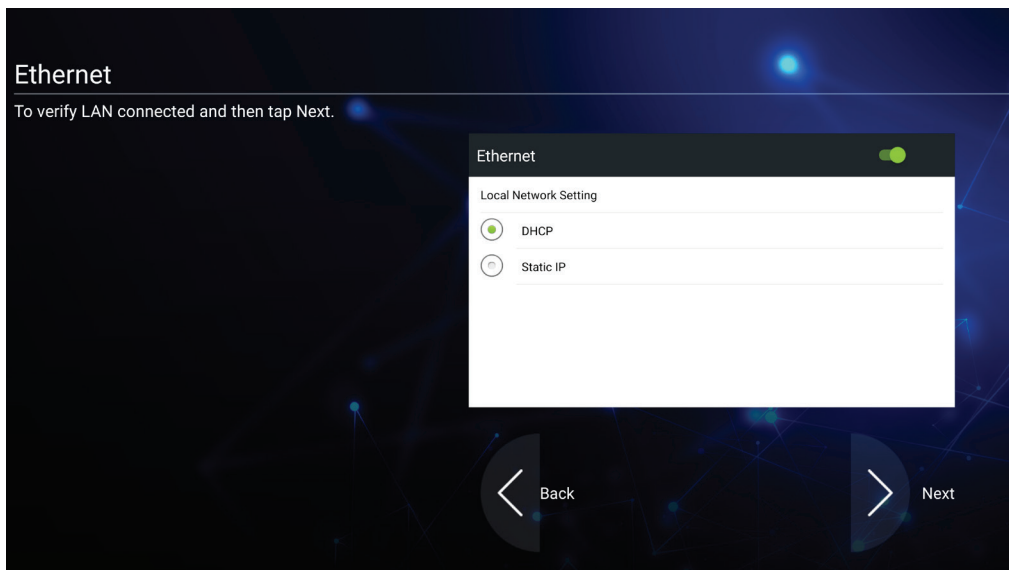 Ethernet
To verify LAN connected and then tap Next.
Ethernet
Local Network Setting
DHCP
Static IP
Back
Next